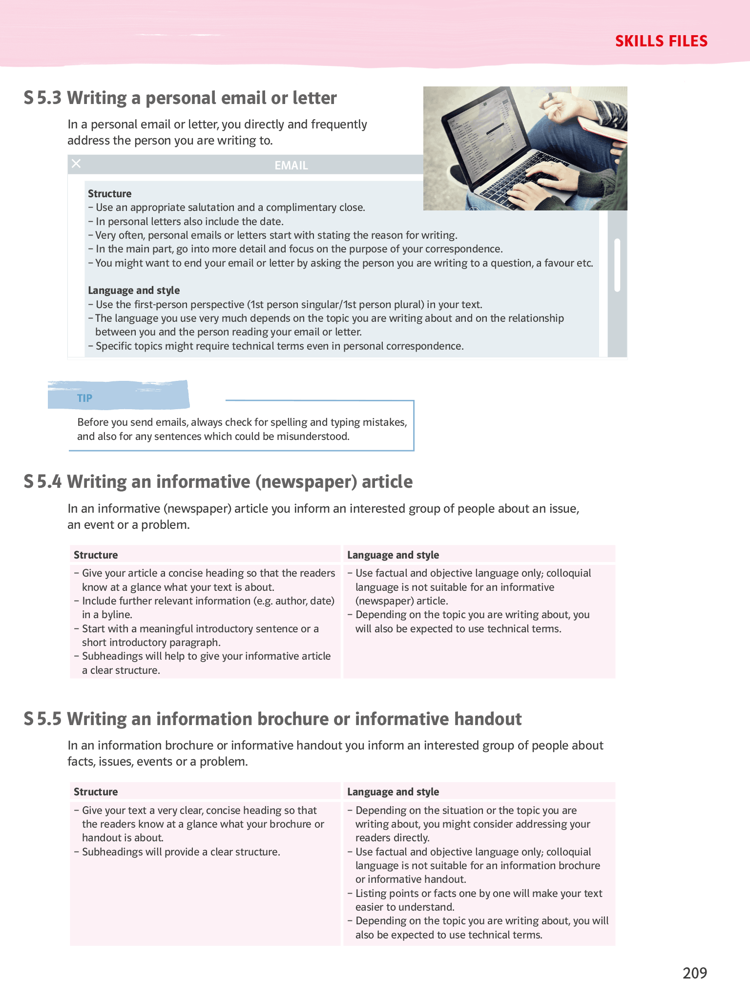 SKILLS FILES
S 5.3 Writing a personal email or letter
In a personal email or letter, you directly and frequently
address the person you are writing to.
EMAIL
Structure
– Use an appropriate salutation and a complimentary close.
– In personal letters also include the date.
– Very often, personal emails or letters start with stating the reason for writing.
– In the main part, go into more detail and focus on the purpose of your correspondence.
– You might want to end your email or letter by asking the person you are writing to a question, a favour etc.
Language and style
– Use the first-person perspective (1st person singular/1st person plural) in your text.
– The language you use very much depends on the topic you are writing about and on the relationship
between you and the person reading your email or letter.
– Specific topics might require technical terms even in personal correspondence.
TIP
Before you send emails, always check for spelling and typing mistakes,
and also for any sentences which could be misunderstood.
S 5.4 Writing an informative (newspaper) article
In an informative (newspaper) article you inform an interested group of people about an issue,
an event or a problem.
Structure
– Give your article a concise heading so that the readers
know at a glance what your text is about.
– Include further relevant information (e.g. author, date)
in a byline.
– Start with a meaningful introductory sentence or a
short introductory paragraph.
– Subheadings will help to give your informative article
a clear structure.
Language and style
– Use factual and objective language only; colloquial
language is not suitable for an informative
(newspaper) article.
– Depending on the topic you are writing about, you
will also be expected to use technical terms.
S 5.5 Writing an information brochure or informative handout
In an information brochure or informative handout you inform an interested group of people about
facts, issues, events or a problem.
Structure
– Give your text a very clear, concise heading so that
the readers know at a glance what your brochure or
handout is about.
– Subheadings will provide a clear structure.
Language and style
– Depending on the situation or the topic you are
writing about, you might consider addressing your
readers directly.
– Use factual and objective language only; colloquial
language is not suitable for an information brochure
or informative handout.
– Listing points or facts one by one will make your text
easier to understand.
– Depending on the topic you are writing about, you will
also be expected to use technical terms.
209